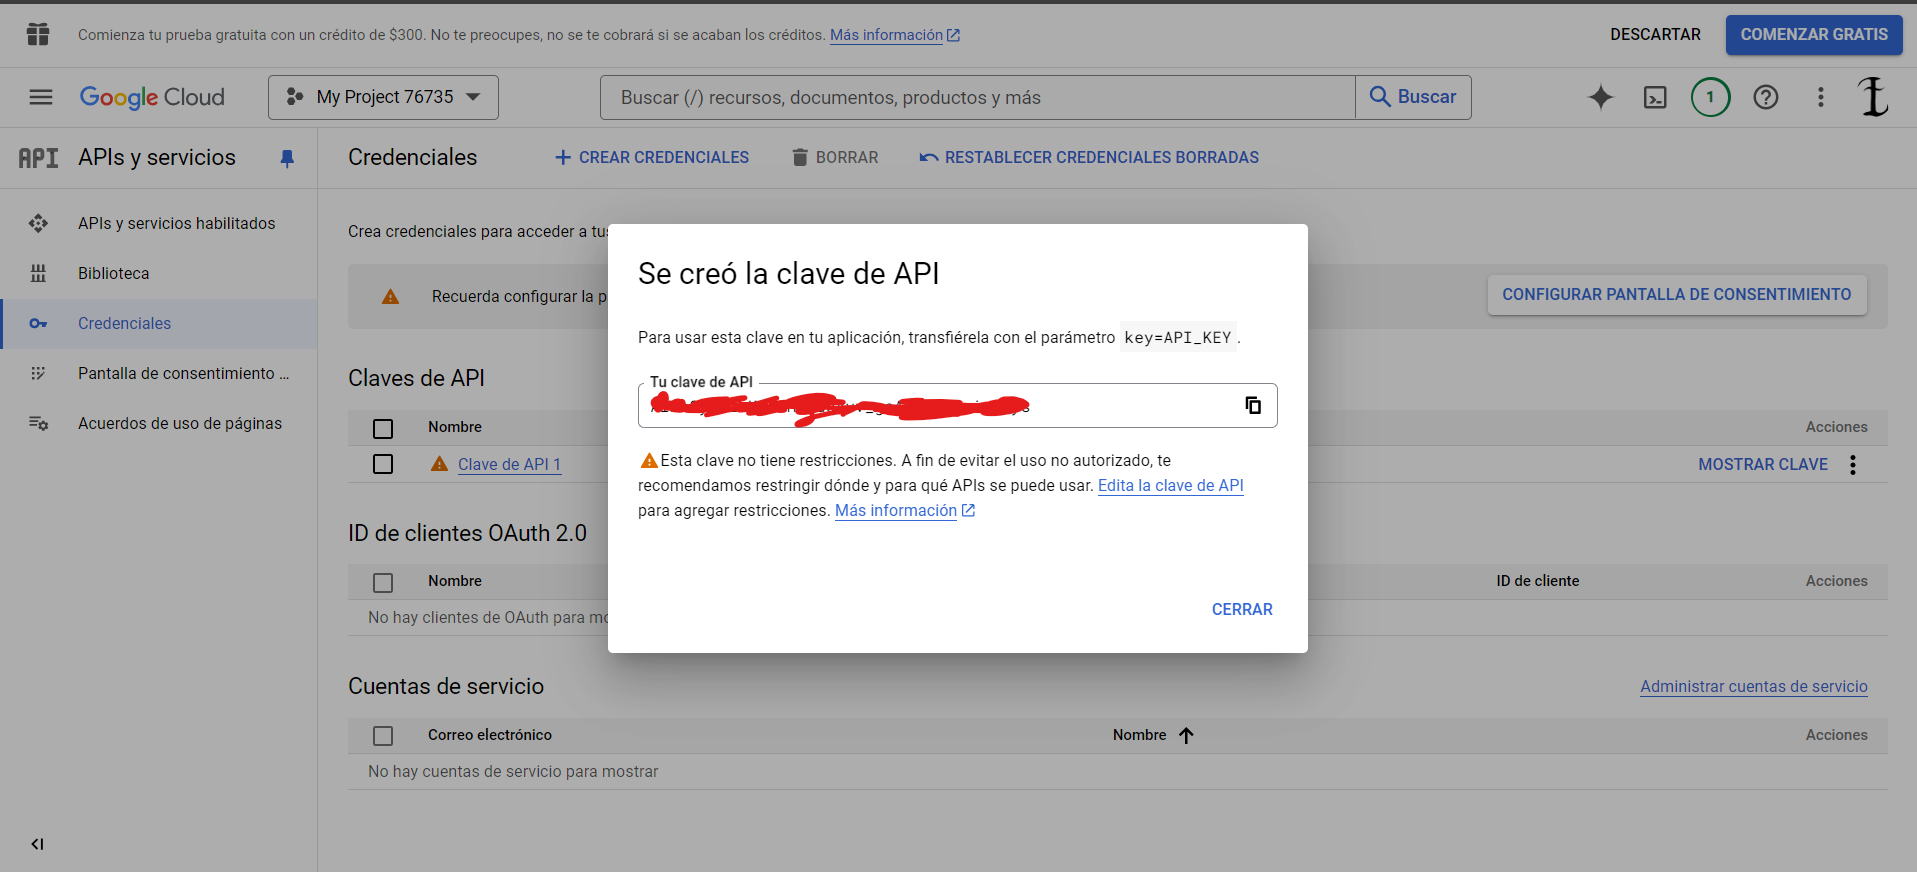 Comienza tu prueba gratuita con un crédito de $300. No te preocupes, no se te cobrará si se acaban los créditos. Más información
DESCARTAR
COMENZAR GRATIS
Google Cloud
My Project 76735
Buscar (/) recursos, documentos, productos y más
Buscar
1
API
APIs y servicios
Credenciales
CREAR CREDENCIALES
BORRAR
RESTABLECER CREDENCIALES BORRADAS
APIs y servicios habilitados
Biblioteca
Credenciales
Pantalla de consentimiento ...
Acuerdos de uso de páginas
Crea credenciales para acceder a tus
Recuerda configurar la p
CONFIGURAR PANTALLA DE CONSENTIMIENTO
Claves de API
Nombre
Acciones
Clave de API 1
MOSTRAR CLAVE
ID de clientes OAuth 2.0
Nombre
ID de cliente
Acciones
No hay clientes de OAuth para mo
Cuentas de servicio
Administrar cuentas de servicio
Correo electrónico
Nombre
Acciones
No hay cuentas de servicio para mostrar
Se creó la clave de API
Para usar esta clave en tu aplicación, transfiérela con el parámetro key=API_KEY.
Tu clave de API
Esta clave no tiene restricciones. A fin de evitar el uso no autorizado, te
recomendamos restringir dónde y para qué APIs se puede usar. Edita la clave de API
para agregar restricciones. Más información
CERRAR